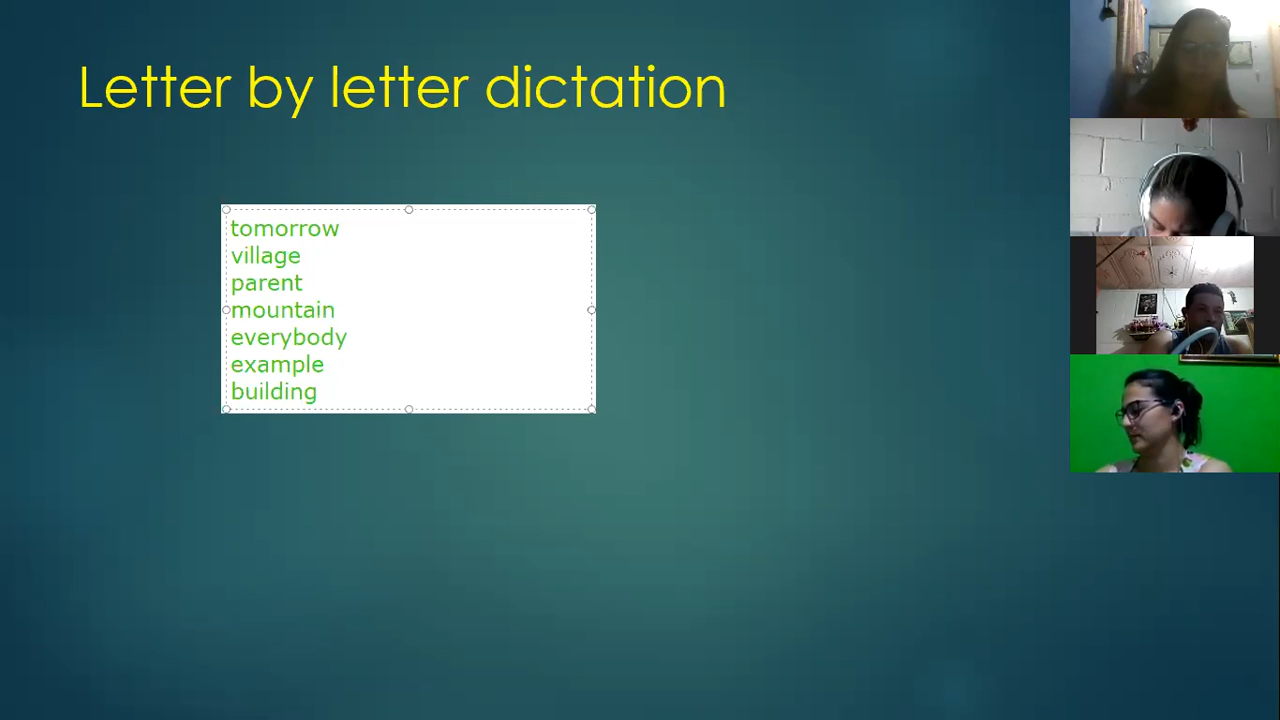 Letter by letter dictation
tomorrow
village
parent
mountain
everybody
example
building